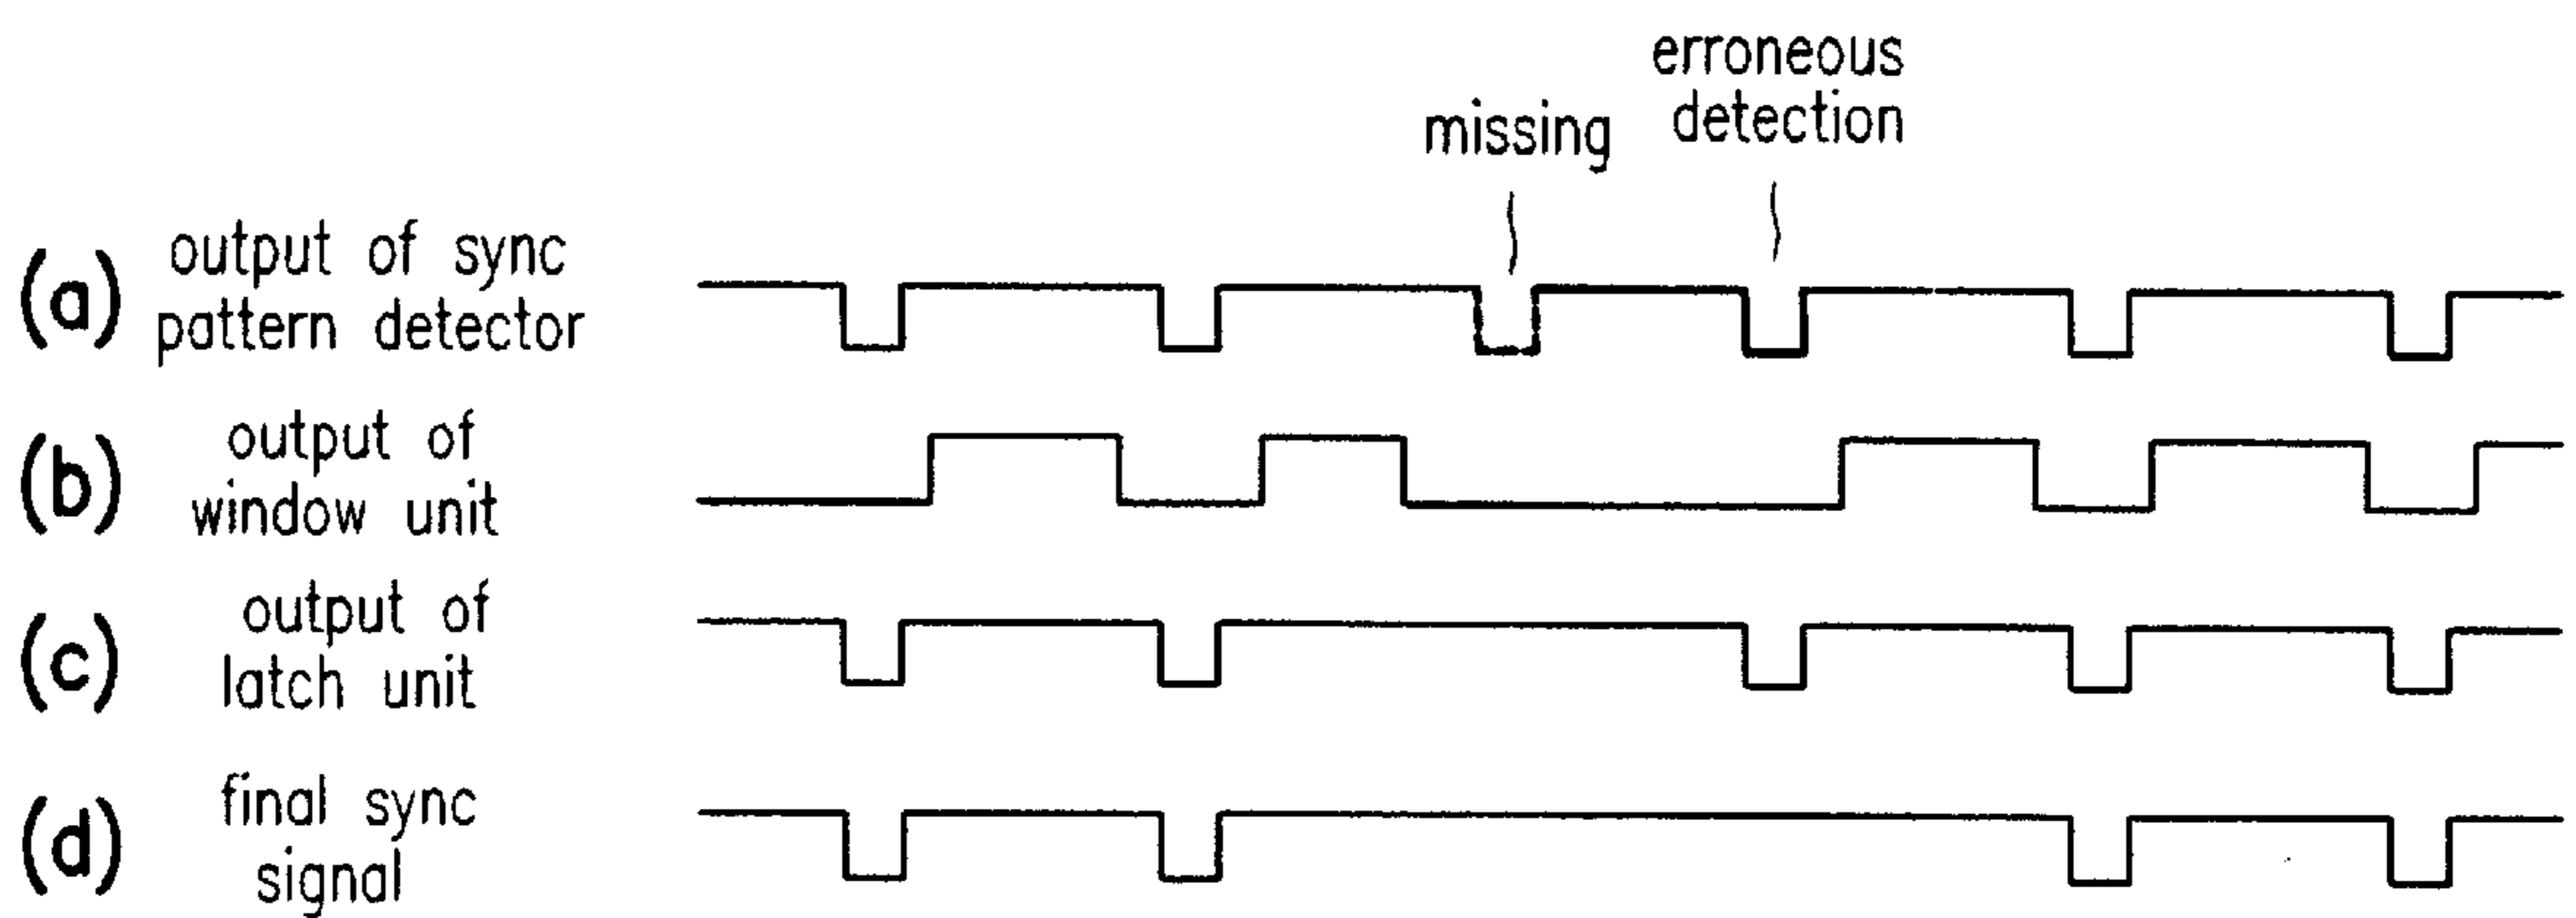 erroneous
detection
missing
(a) output of sync
pattern detector
(b) output of
window unit
(c) output of
latch unit
(d) final sync
signal